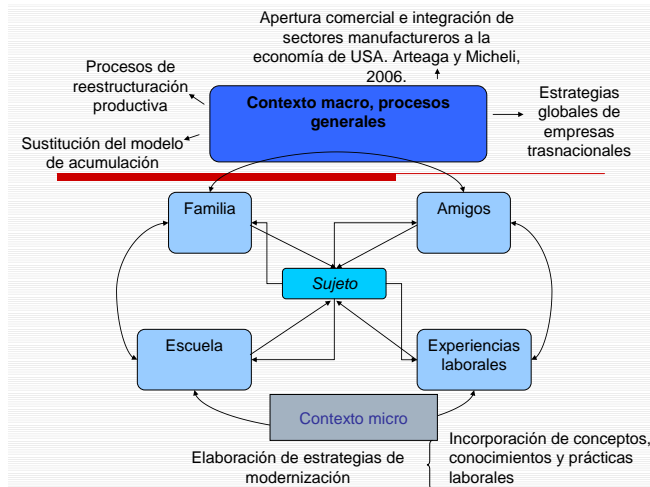 Apertura comercial e integración de
sectores manufactureros a la
economía de USA. Arteaga y Micheli,
2006.
Procesos de
reestructuración
productiva
Contexto macro, procesos
generales
Estrategias
globales de
empresas
trasnacionales
Sustitución del modelo
de acumulación
Familia
Amigos
Sujeto
Escuela
Experiencias
laborales
Contexto micro
Elaboración de estrategias de
modernización
Incorporación de conceptos,
conocimientos y prácticas
laborales